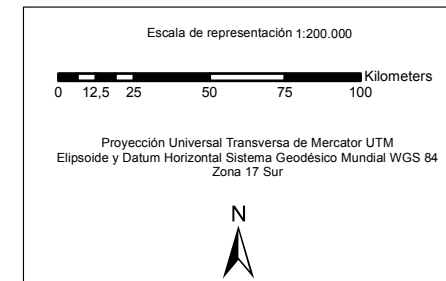 Escala de representación 1:200.000
Kilometers
0 12,5 25 50 75 100
Proyección Universal Transversa de Mercator UTM
Elipsoide y Datum Horizontal Sistema Geodésico Mundial WGS 84
Zona 17 Sur
N